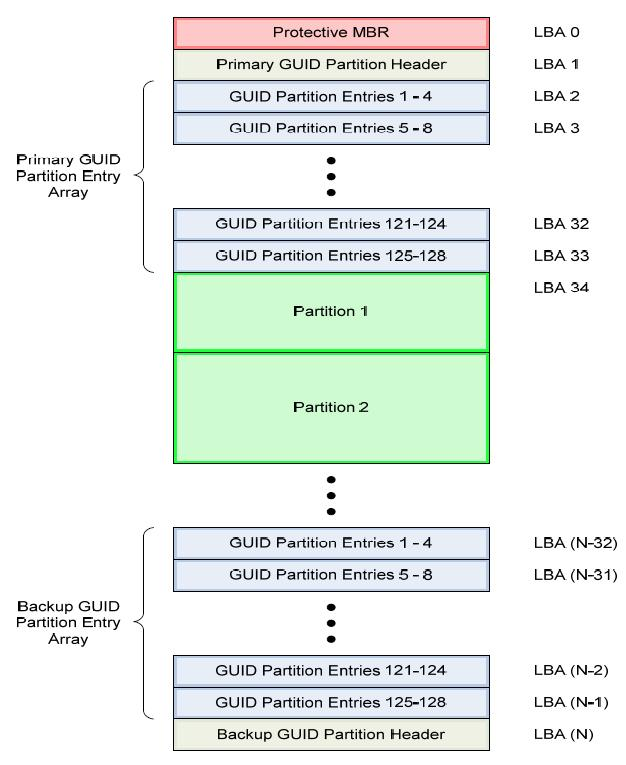 Protective MBR LBA 0
Primary GUID Partition Header LBA 1
GUID Partition Entries 1 - 4 LBA 2
GUID Partition Entries 5 - 8 LBA 3
Primary GUID
Partition Entry
Array
GUID Partition Entries 121-124 LBA 32
GUID Partition Entries 125-128 LBA 33
LBA 34
Partition 1
Partition 2
GUID Partition Entries 1 - 4 LBA (N-32)
GUID Partition Entries 5 - 8 LBA (N-31)
Backup GUID
Partition Entry
Array
GUID Partition Entries 121-124 LBA (N-2)
GUID Partition Entries 125-128 LBA (N-1)
Backup GUID Partition Header LBA (N)